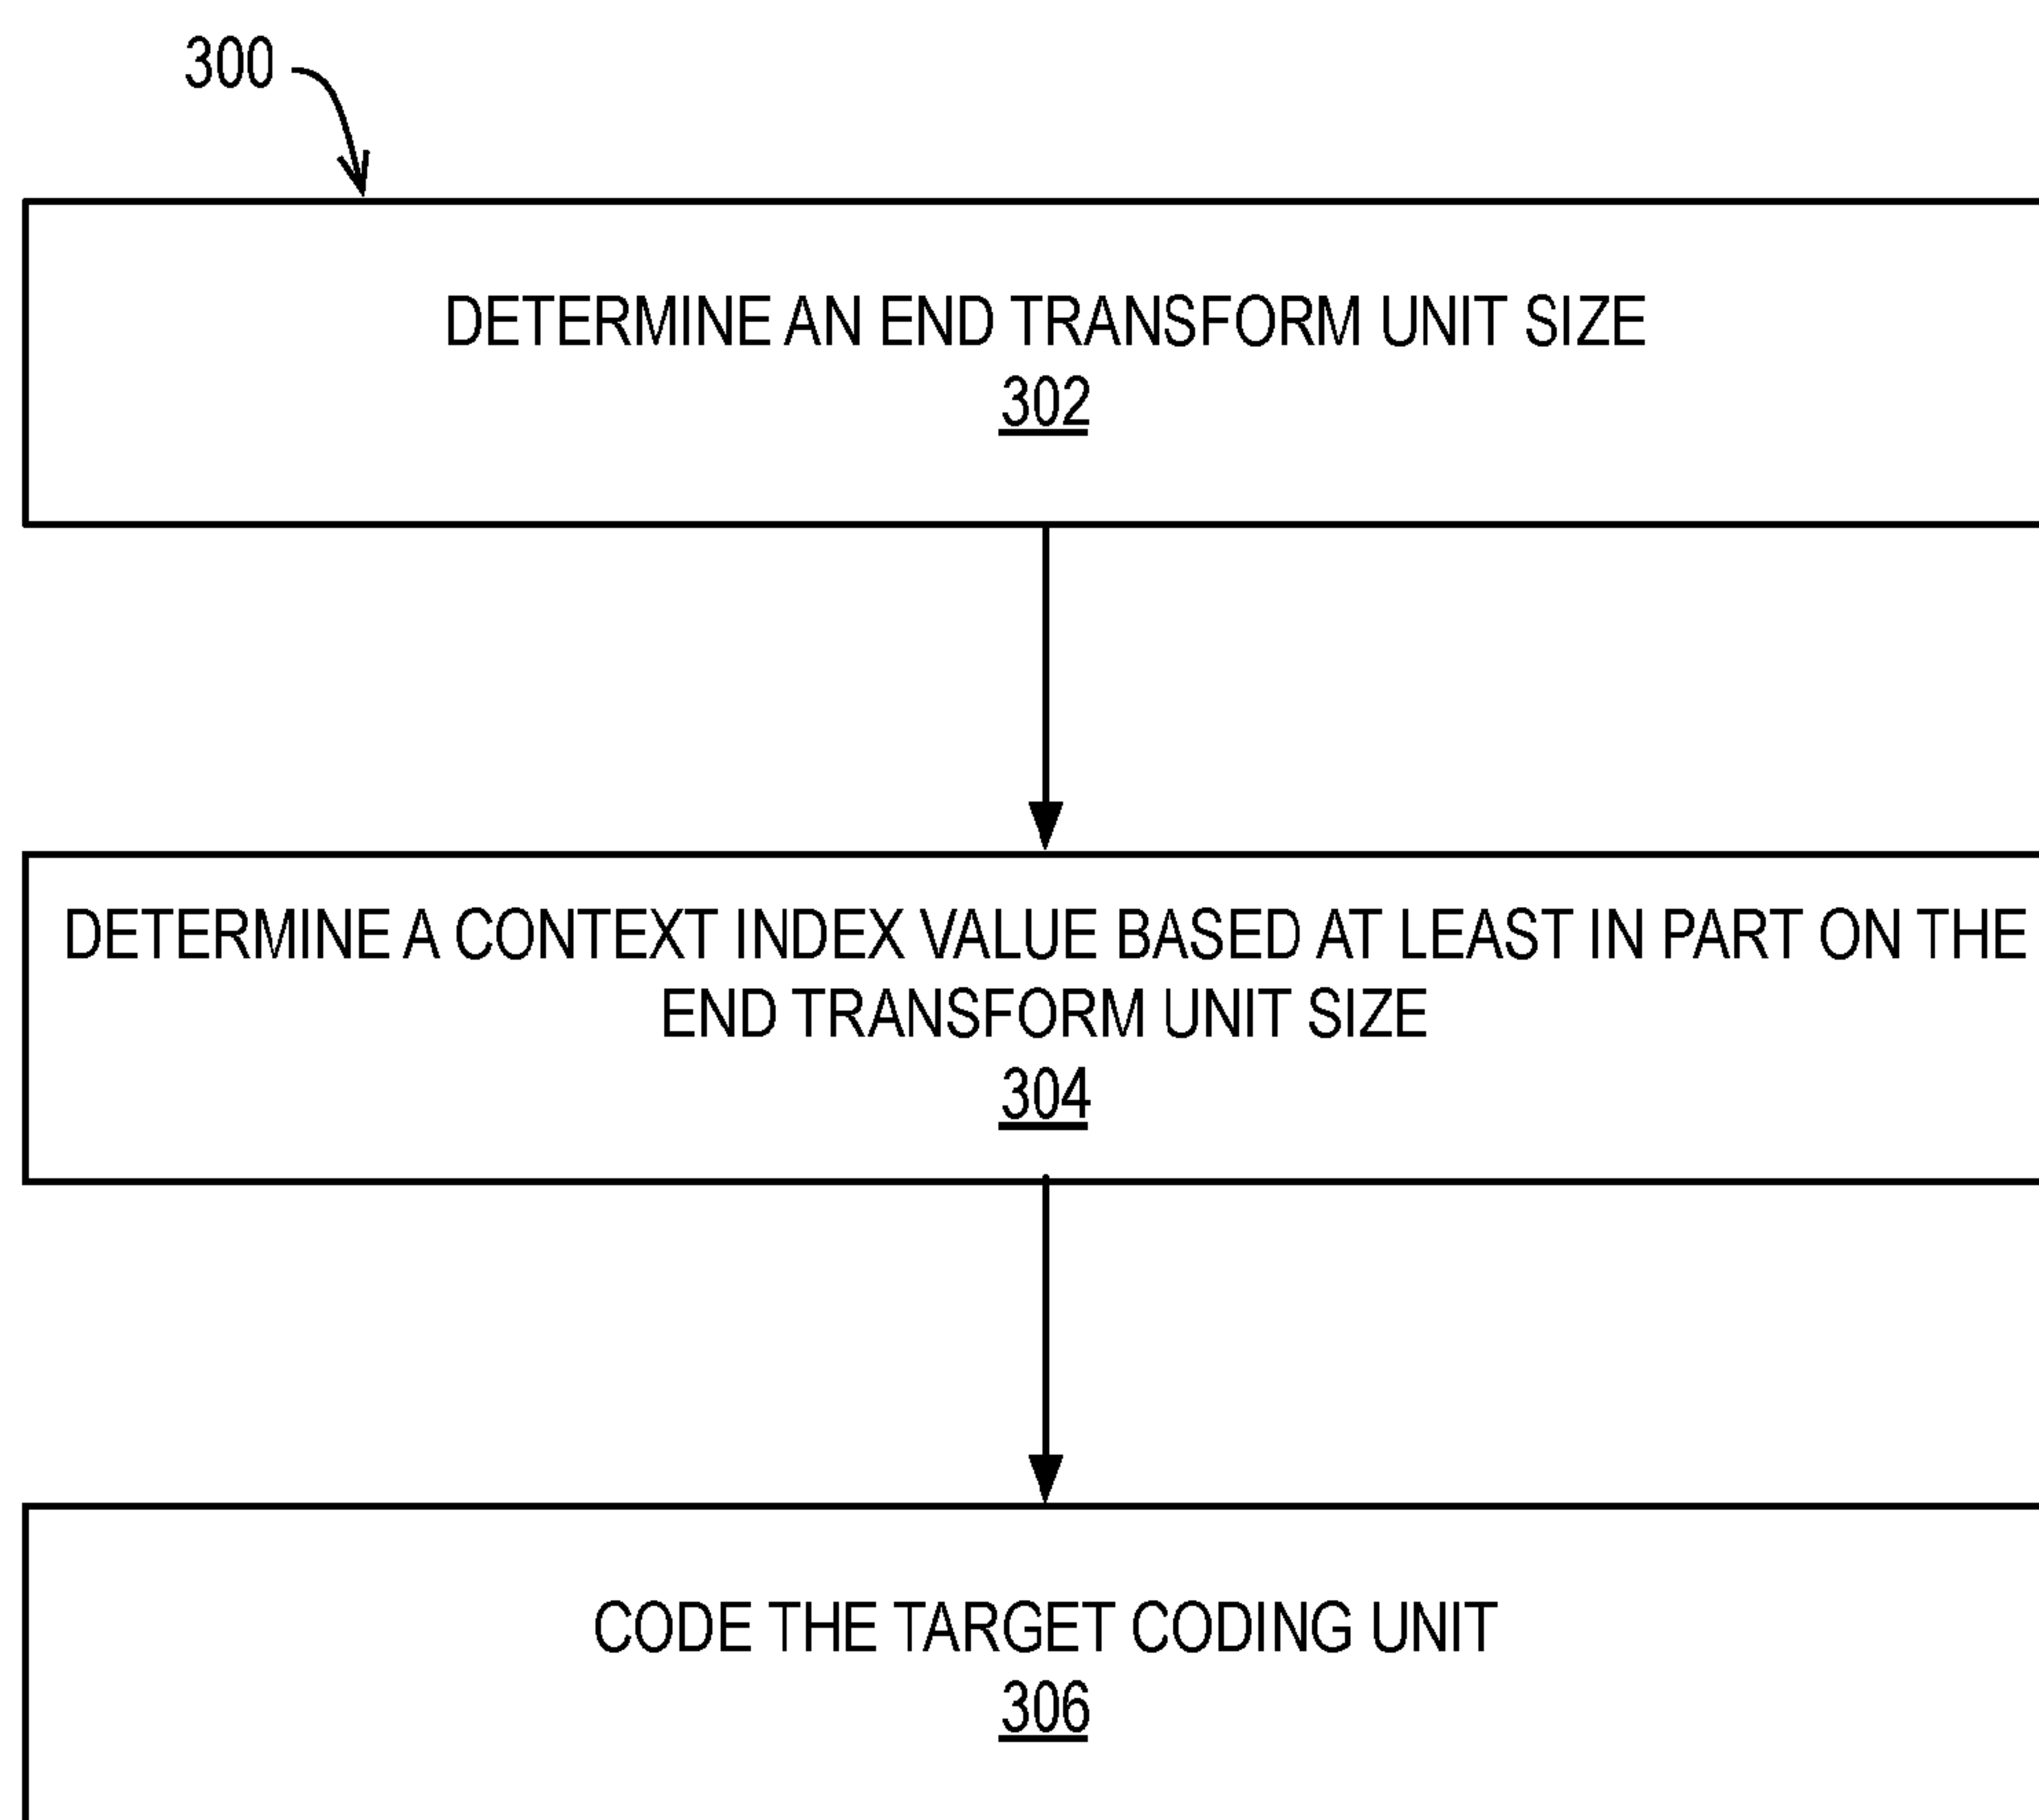 300
DETERMINE AN END TRANSFORM UNIT SIZE
302
DETERMINE A CONTEXT INDEX VALUE BASED AT LEAST IN PART ON THE
END TRANSFORM UNIT SIZE
304
CODE THE TARGET CODING UNIT
306